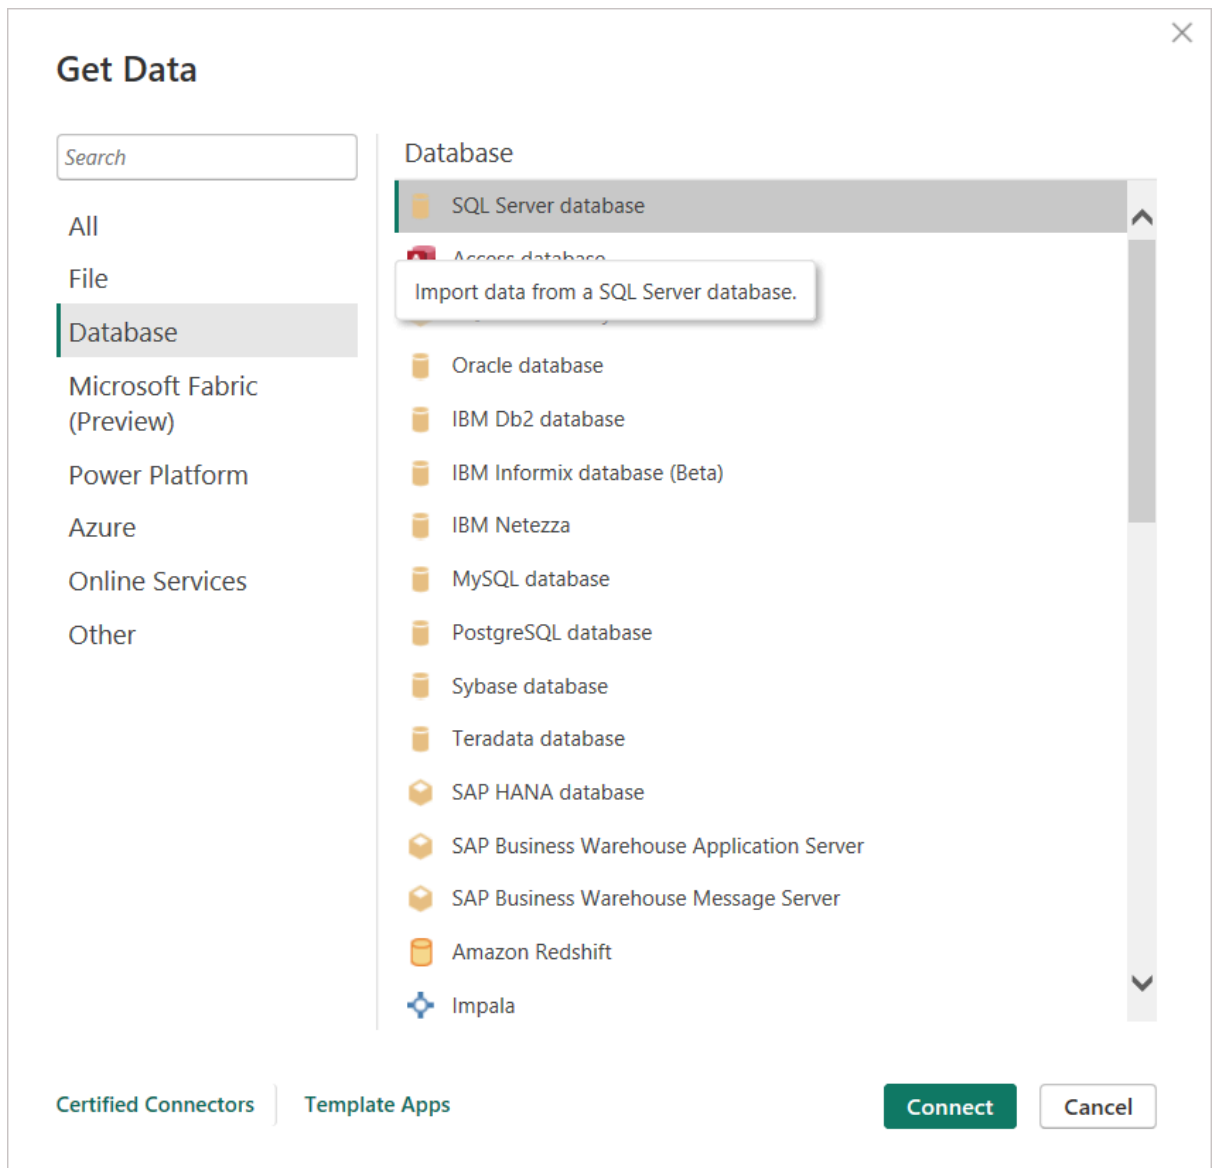 Get Data
Search
All
File
Database
Microsoft Fabric
(Preview)
Power Platform
Azure
Online Services
Other
Database
SQL Server database
Access database
Import data from a SQL Server database.
Oracle database
IBM Db2 database
IBM Informix database (Beta)
IBM Netezza
MySQL database
PostgreSQL database
Sybase database
Teradata database
SAP HANA database
SAP Business Warehouse Application Server
SAP Business Warehouse Message Server
Amazon Redshift
Impala
Certified Connectors
Template Apps
Connect
Cancel